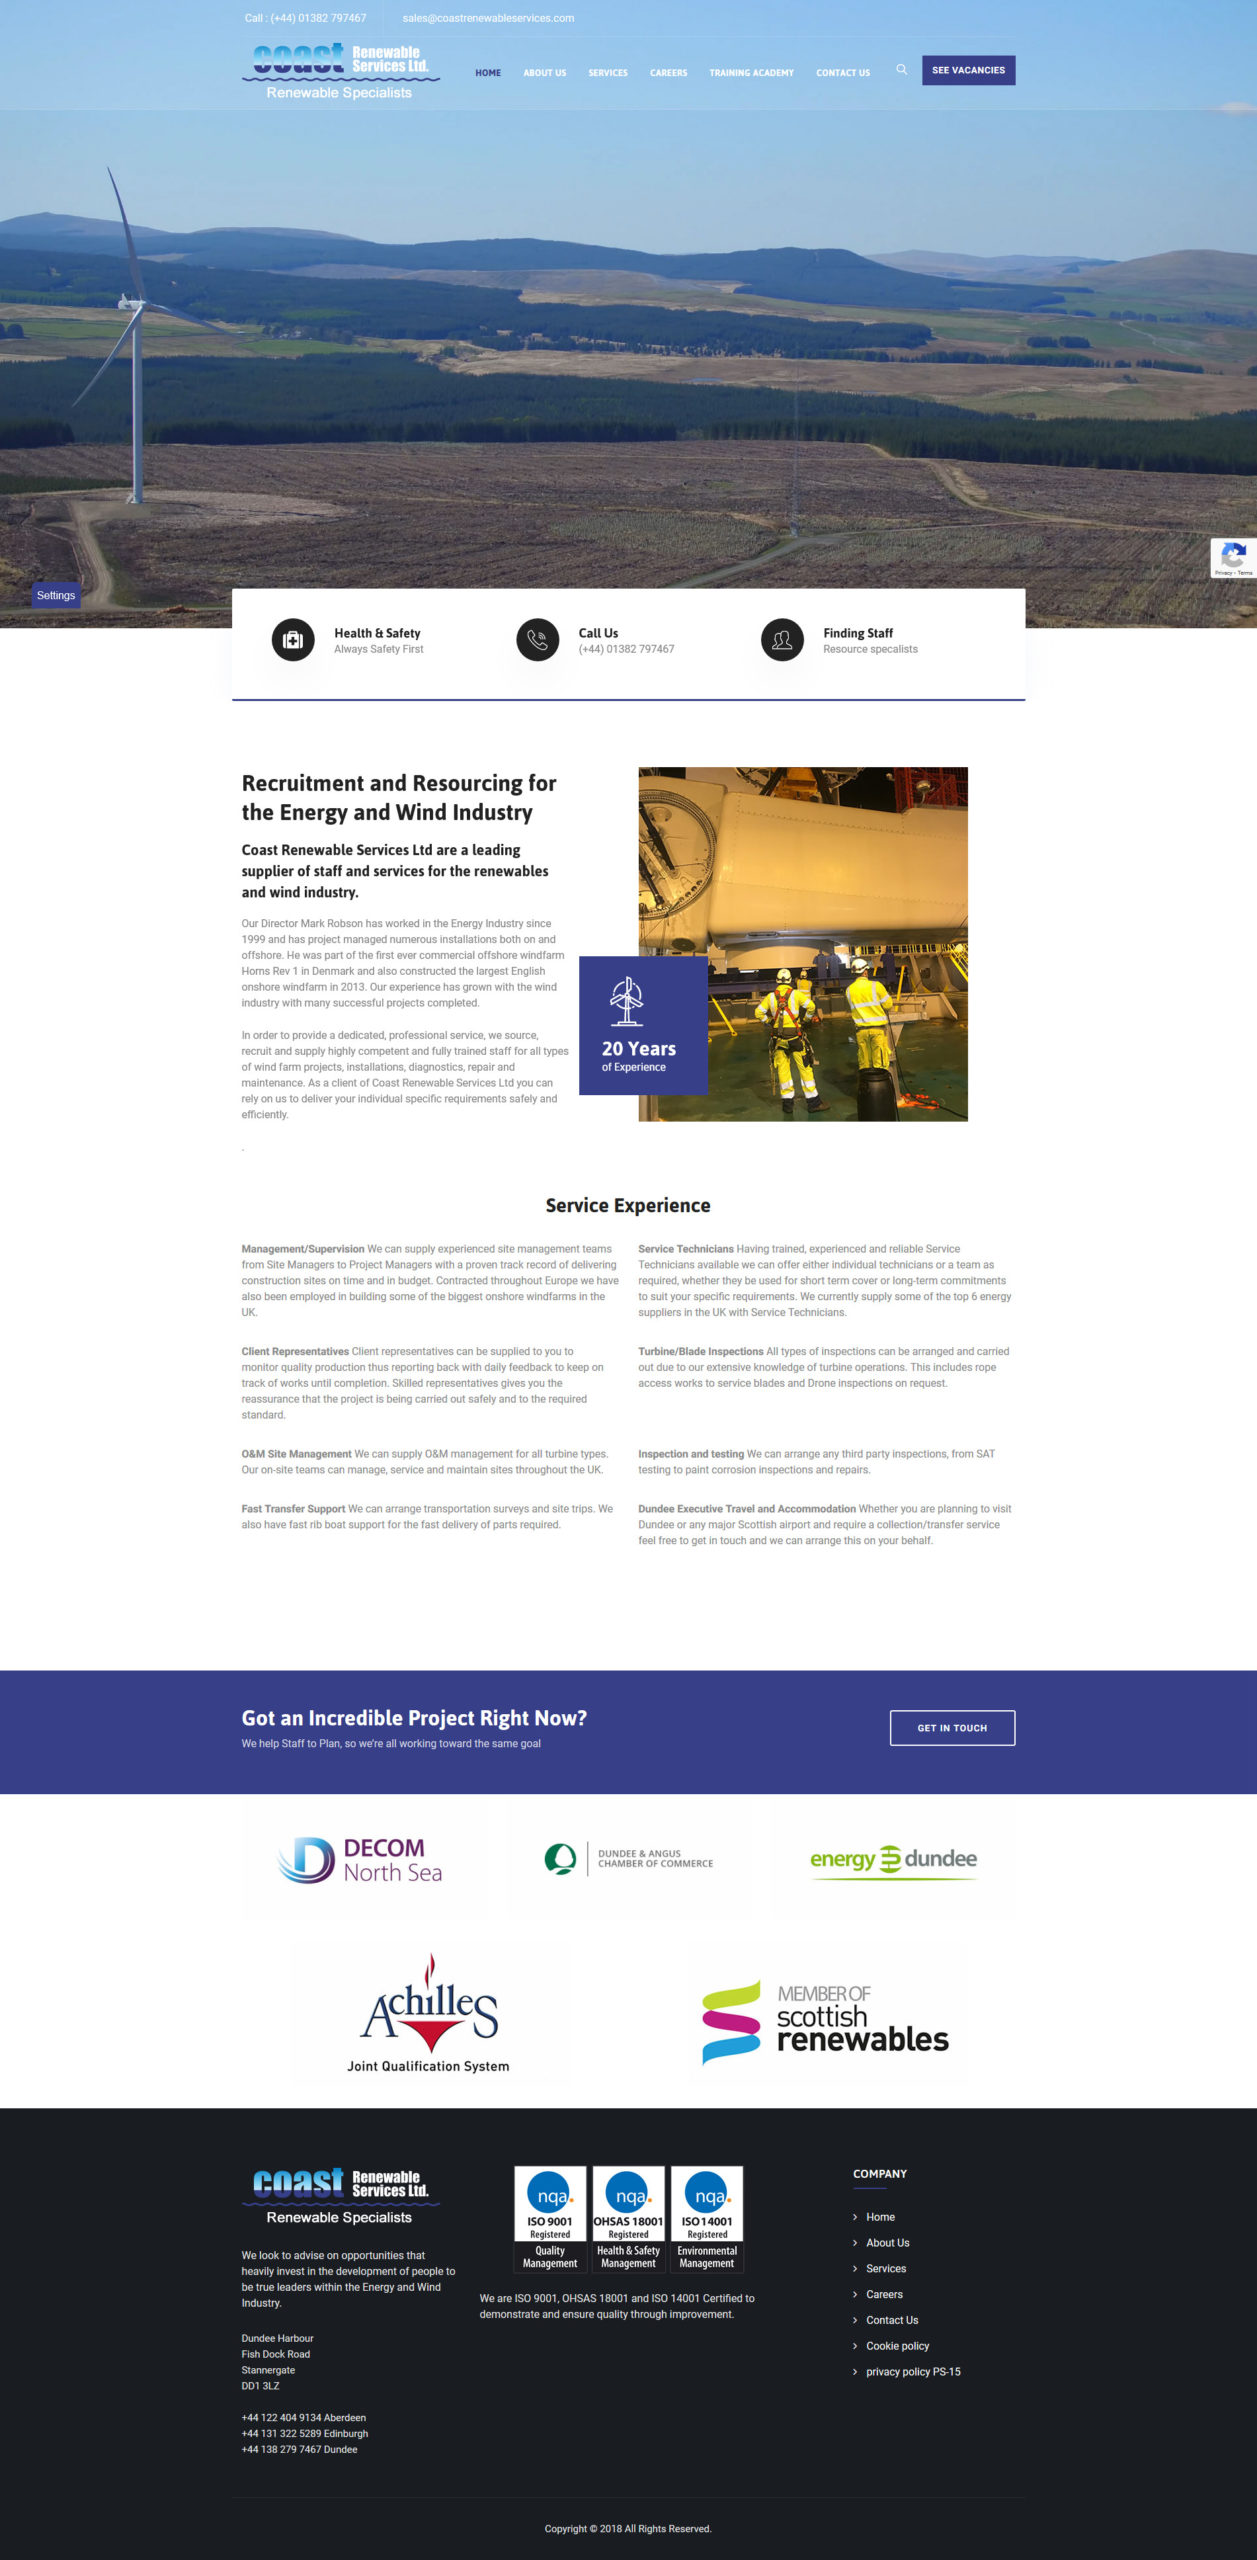 Call : (+44) 01382 797467
sales@coastrenewableservices.com
coast Renewable Services Ltd.
Renewable Specialists
HOME
ABOUT US
SERVICES
CAREERS
TRAINING ACADEMY
CONTACT US
SEE VACANCIES
Privacy - Terms
Settings
Health & Safety
Always Safety First
Call Us
(+44) 01382 797467
Finding Staff
Resource specalists
Recruitment and Resourcing for
the Energy and Wind Industry
Coast Renewable Services Ltd are a leading
supplier of staff and services for the renewables
and wind industry.
Our Director Mark Robson has worked in the Energy Industry since
1999 and has project managed numerous installations both on and
offshore. He was part of the first ever commercial offshore windfarm
Horns Rev 1 in Denmark and also constructed the largest English
onshore windfarm in 2013. Our experience has grown with the wind
industry with many successful projects completed.
In order to provide a dedicated, professional service, we source,
recruit and supply highly competent and fully trained staff for all types
of wind farm projects, installations, diagnostics, repair and
maintenance. As a client of Coast Renewable Services Ltd you can
rely on us to deliver your individual specific requirements safely and
efficiently.
.
20 Years
of Experience
Service Experience
Management/Supervision We can supply experienced site management teams
from Site Managers to Project Managers with a proven track record of delivering
construction sites on time and in budget. Contracted throughout Europe we have
also been employed in building some of the biggest onshore windfarms in the
UK.
Service Technicians Having trained, experienced and reliable Service
Technicians available we can offer either individual technicians or a team as
required, whether they be used for short term cover or long-term commitments
to suit your specific requirements. We currently supply some of the top 6 energy
suppliers in the UK with Service Technicians.
Client Representatives Client representatives can be supplied to you to
monitor quality production thus reporting back with daily feedback to keep on
track of works until completion. Skilled representatives gives you the
reassurance that the project is being carried out safely and to the required
standard.
Turbine/Blade Inspections All types of inspections can be arranged and carried
out due to our extensive knowledge of turbine operations. This includes rope
access works to service blades and Drone inspections on request.
O&M Site Management We can supply O&M management for all turbine types.
Our on-site teams can manage, service and maintain sites throughout the UK.
Inspection and testing We can arrange any third party inspections, from SAT
testing to paint corrosion inspections and repairs.
Fast Transfer Support We can arrange transportation surveys and site trips. We
also have fast rib boat support for the fast delivery of parts required.
Dundee Executive Travel and Accommodation Whether you are planning to visit
Dundee or any major Scottish airport and require a collection/transfer service
feel free to get in touch and we can arrange this on your behalf.
Got an Incredible Project Right Now?
We help Staff to Plan, so we're all working toward the same goal
GET IN TOUCH
DECOM
North Sea
DUNDEE & ANGUS
CHAMBER OF COMMERCE
energy dundee
Achilles
Joint Qualification System
MEMBER OF
scottish
renewables
coast Renewable Services Ltd.
Renewable Specialists
We look to advise on opportunities that
heavily invest in the development of people to
be true leaders within the Energy and Wind
Industry.
Dundee Harbour
Fish Dock Road
Stannergate
DD1 3LZ
+44 122 404 9134 Aberdeen
+44 131 322 5289 Edinburgh
+44 138 279 7467 Dundee
nqa.
ISO 9001
Registered
Quality
Management
nqa.
OHSAS 18001
Registered
Health & Safety
Management
nqa.
ISO 14001
Registered
Environmental
Management
We are ISO 9001, OHSAS 18001 and ISO 14001 Certified to
demonstrate and ensure quality through improvement.
COMPANY
Home
About Us
Services
Careers
Contact Us
Cookie policy
privacy policy PS-15
Copyright © 2018 All Rights Reserved.